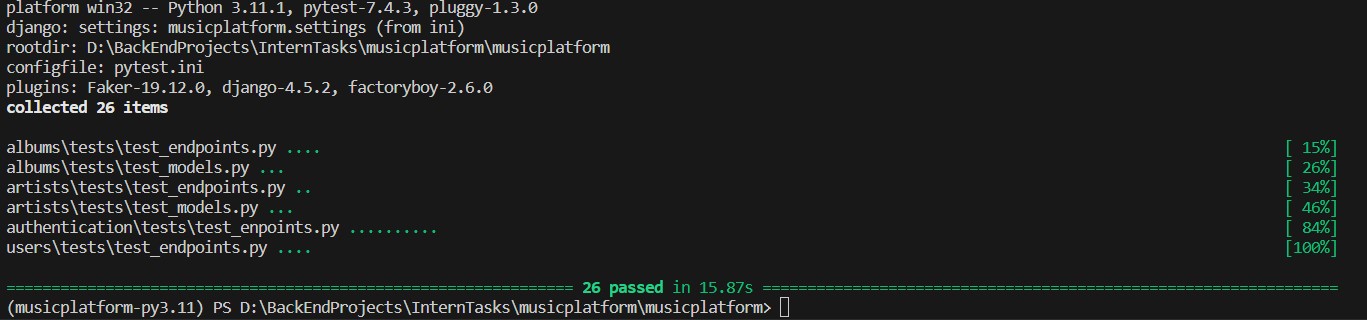 platform win32 -- Python 3.11.1, pytest-7.4.3, pluggy-1.3.0
django: settings: musicplatform.settings (from ini)
rootdir: D:\BackEndProjects\InternTasks\musicplatform\musicplatform
configfile: pytest.ini
plugins: Faker-19.12.0, django-4.5.2, factoryboy-2.6.0
collected 26 items
albums\tests\test_endpoints.py .... [ 15%]
albums\tests\test_models.py ... [ 26%]
artists\tests\test_endpoints.py .. [ 34%]
artists\tests\test_models.py ... [ 46%]
authentication\tests\test_enpoints.py .......... [ 84%]
users\tests\test_endpoints.py .... [100%]
=============================================================== 26 passed in 15.87s ================================================================
(musicplatform-py3.11) PS D:\BackEndProjects\InternTasks\musicplatform\musicplatform>